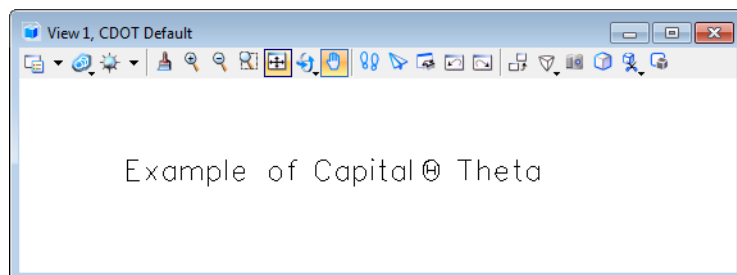 View 1, CDOT Default
Example of Capital Θ Theta